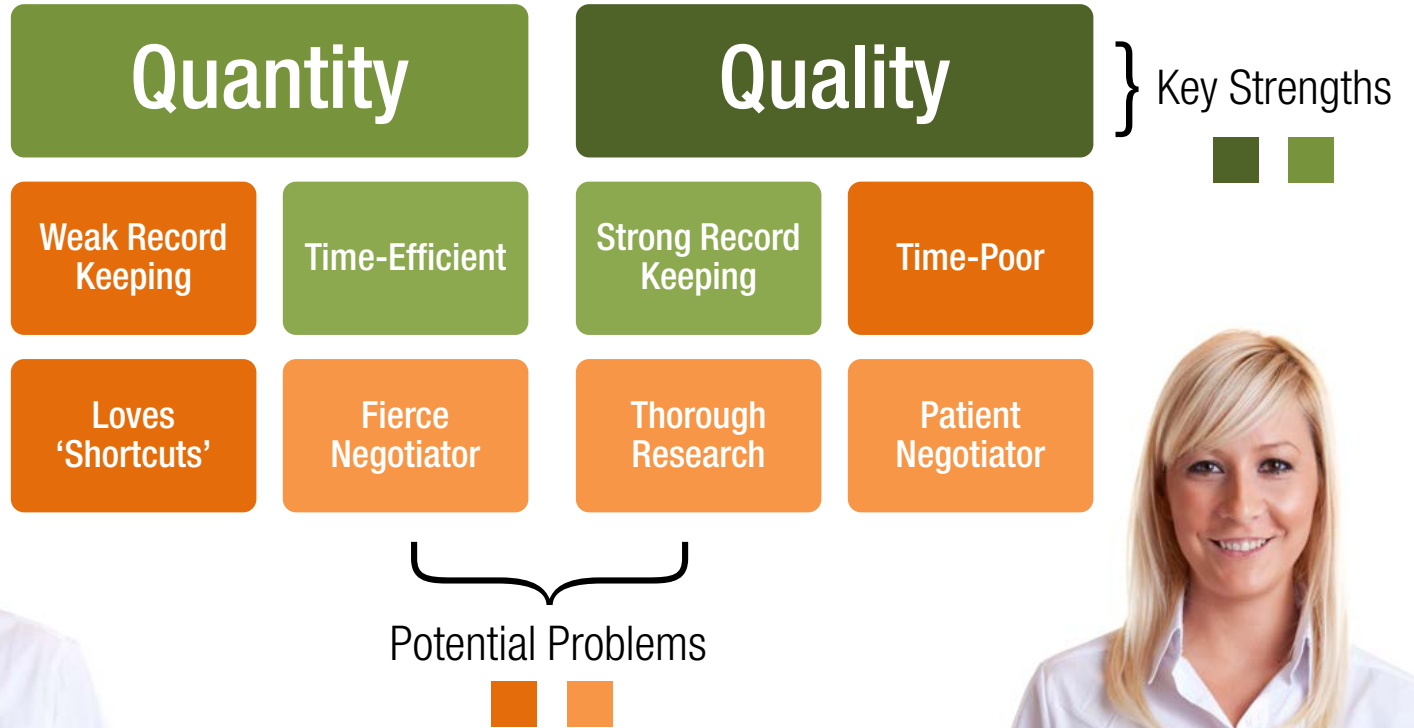 Quantity
Quality
} Key Strengths
Weak Record
Keeping
Time-Efficient
Strong Record
Keeping
Time-Poor
Loves
‘Shortcuts’
Fierce
Negotiator
Thorough
Research
Patient
Negotiator
Potential Problems